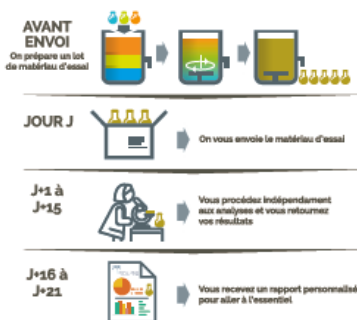 AVANT
ENVOI
On prépare un lot
de matériau d'essai
JOUR J
On vous envoie le matériau d'essai
J+1 à
J+15
Vous procédez indépendamment
aux analyses et vous retournez
vos résultats
J+16 à
J+21
Vous recevez un rapport personnalisé
pour aller à l'essentiel